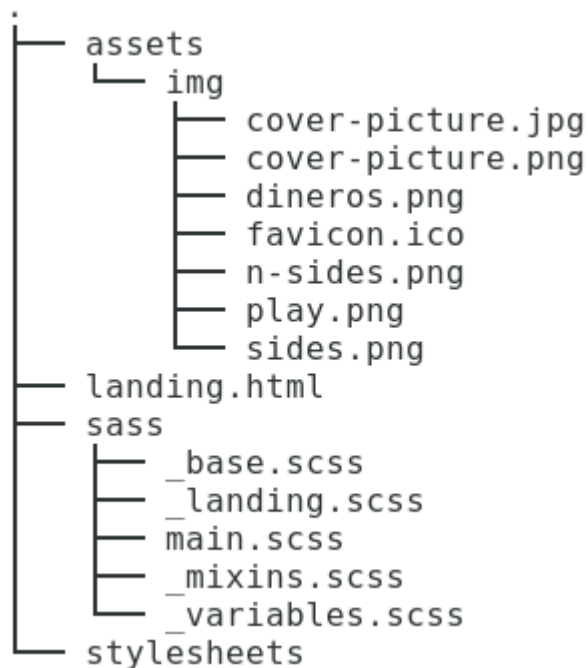 .
assets
img
cover-picture.jpg
cover-picture.png
dineros.png
favicon.ico
n-sides.png
play.png
sides.png
landing.html
sass
_base.scss
_landing.scss
main.scss
_mixins.scss
_variables.scss
stylesheets